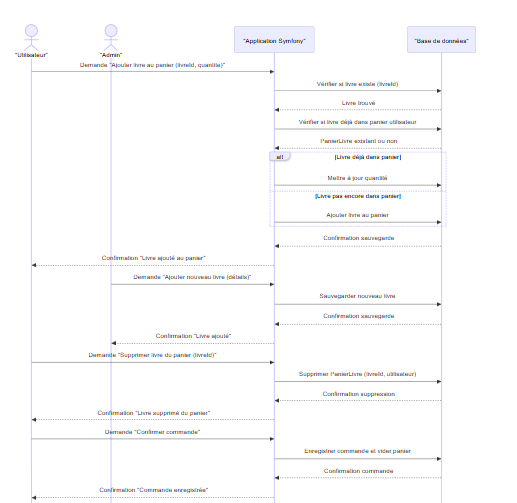 "Utilisateur"
"Admin"
"Application Symfony"
"Base de données"
Demande "Ajouter livre au panier (livreId, quantite)"
Vérifier si livre existe (livreId)
Livre trouvé
Vérifier si livre déjà dans panier utilisateur
PanierLivre existant ou non
alt
[Livre déjà dans panier]
Mettre à jour quantité
[Livre pas encore dans panier]
Ajouter livre au panier
Confirmation sauvegarde
Confirmation "Livre ajouté au panier"
Demande "Ajouter nouveau livre (détails)"
Sauvegarder nouveau livre
Confirmation sauvegarde
Confirmation "Livre ajouté"
Demande "Supprimer livre du panier (livreId)"
Supprimer PanierLivre (livreId, utilisateur)
Confirmation suppression
Confirmation "Livre supprimé du panier"
Demande "Confirmer commande"
Enregistrer commande et vider panier
Confirmation commande
Confirmation "Commande enregistrée"